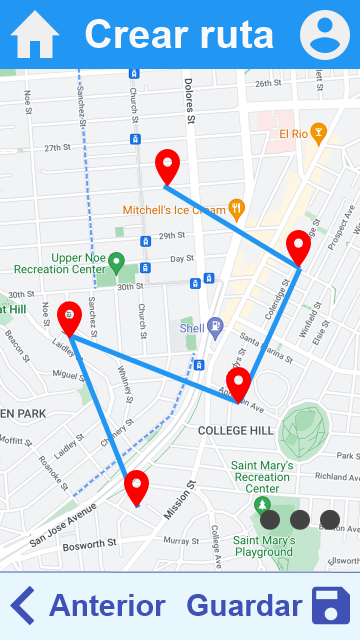 Crear ruta
26th St
Noe St
Sanchez St
Church St
Dolores St
27th St
El Rio
Mitchell's Ice Cream
29th St
Prospect Ave
Day St
Upper Noe
Recreation Center
30th St
30th St
Coleridge St
Winfield St
Elsie St
Noe St
Sanchez St
Church St
Shell
Santa Marina St
Beacon St
Laidley
Miguel St
Whitney St
Ave
COLLEGE HILL
EN PARK
Moffitt St
Laidley St
Chenery St
Roanoke St
Park S
Saint Mary's
Recreation
Center
Richland Ave
San Jose Avenue
Mission St
Bosworth St
Murray St
College Ave
Saint Mary's
Playground
Anterior
Guardar